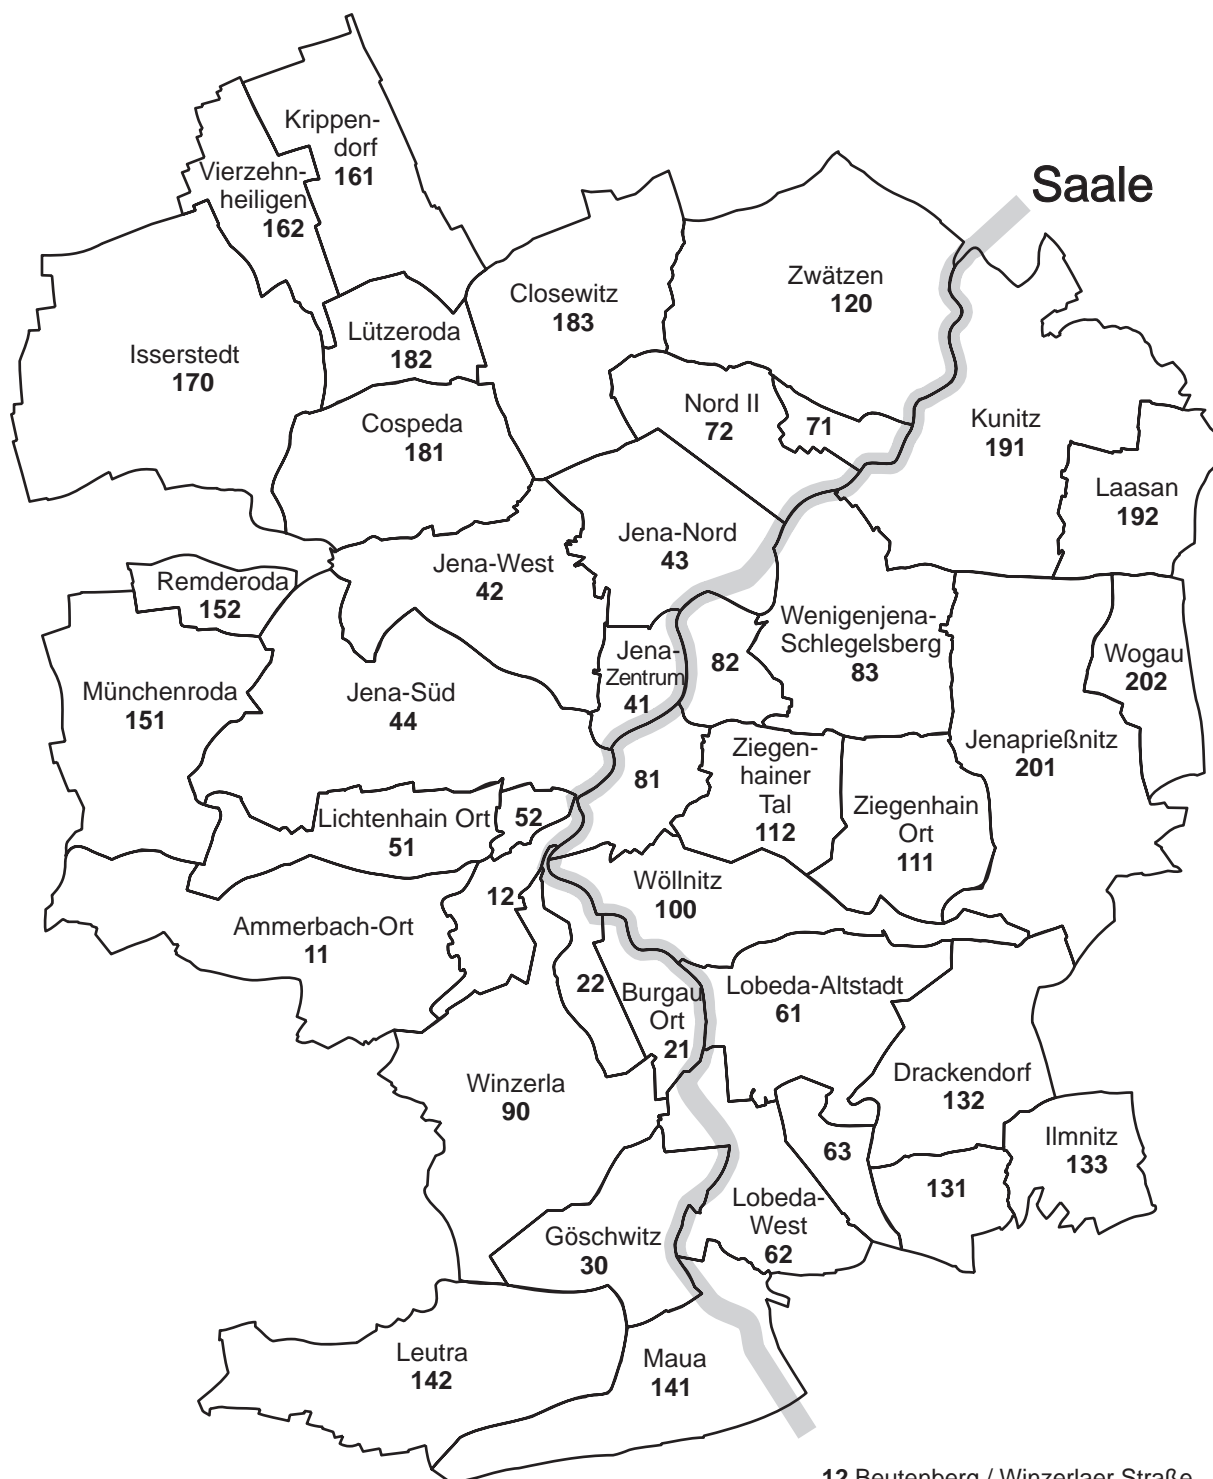 Krippen-
dorf
161
Vierzehn-
heiligen
162
Saale
Closewitz
183
Zwätzen
120
Lützeroda
182
Isserstedt
170
Cospeda
181
Nord II
72
71
Kunitz
191
Laasan
192
Jena-Nord
43
Jena-West
42
Remderoda
152
Wenigenjena-
Schlegelsberg
83
Jena-
Zentrum
41
82
Wogau
202
Münchenroda
151
Jena-Süd
44
Jenaprießnitz
201
Ziegen-
hainer
Tal
112
81
Ziegenhain
Ort
111
Lichtenhain Ort
51
52
Wöllnitz
100
12
Ammerbach-Ort
11
22
Burgau
Ort
21
Lobeda-Altstadt
61
Winzerla
90
Drackendorf
132
Ilmnitz
133
63
131
Lobeda-
West
62
Göschwitz
30
Leutra
142
Maua
141
12 Beutenberg / Winzerlaer Straße